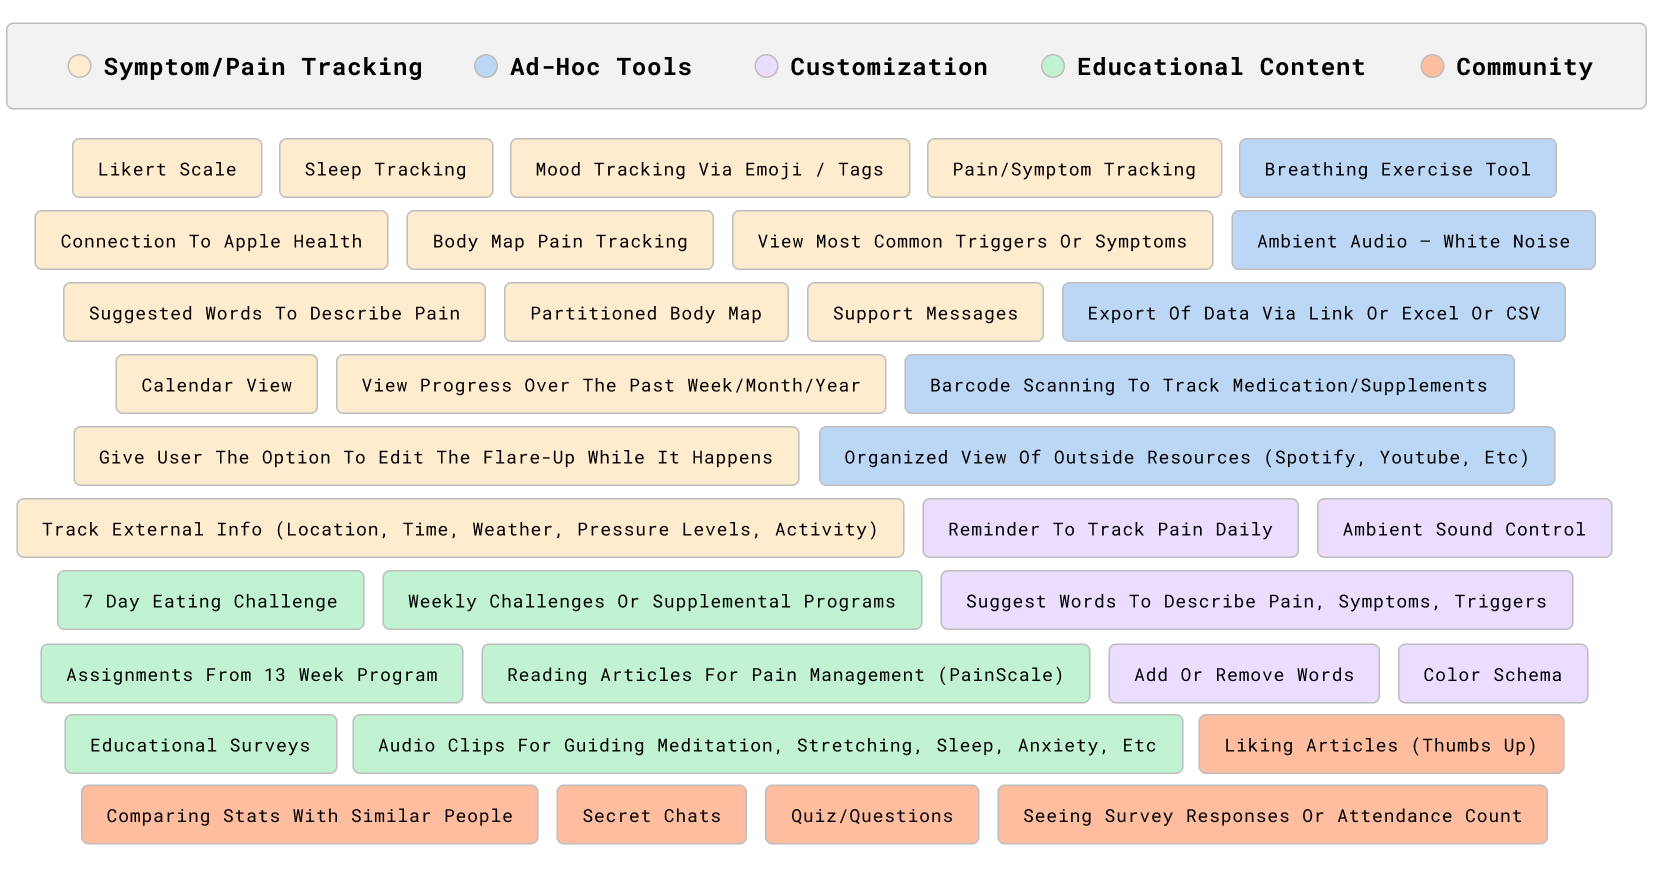 Symptom/Pain Tracking Ad-Hoc Tools Customization Educational Content Community
Likert Scale Sleep Tracking Mood Tracking Via Emoji / Tags Pain/Symptom Tracking Breathing Exercise Tool
Connection To Apple Health Body Map Pain Tracking View Most Common Triggers Or Symptoms Ambient Audio – White Noise
Suggested Words To Describe Pain Partitioned Body Map Support Messages Export Of Data Via Link Or Excel Or CSV
Calendar View View Progress Over The Past Week/Month/Year Barcode Scanning To Track Medication/Supplements
Give User The Option To Edit The Flare-Up While It Happens Organized View Of Outside Resources (Spotify, Youtube, Etc)
Track External Info (Location, Time, Weather, Pressure Levels, Activity) Reminder To Track Pain Daily Ambient Sound Control
7 Day Eating Challenge Weekly Challenges Or Supplemental Programs Suggest Words To Describe Pain, Symptoms, Triggers
Assignments From 13 Week Program Reading Articles For Pain Management (PainScale) Add Or Remove Words Color Schema
Educational Surveys Audio Clips For Guiding Meditation, Stretching, Sleep, Anxiety, Etc Liking Articles (Thumbs Up)
Comparing Stats With Similar People Secret Chats Quiz/Questions Seeing Survey Responses Or Attendance Count